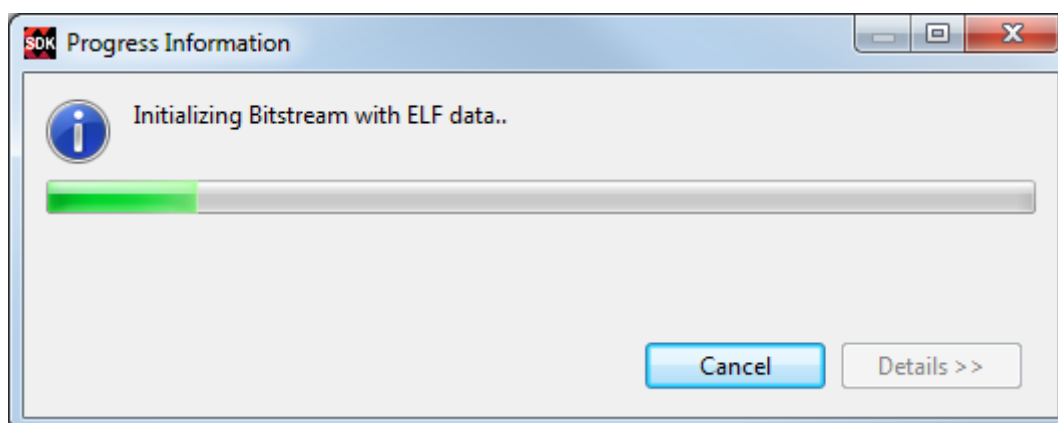 SDK Progress Information
Initializing Bitstream with ELF data..
Cancel
Details >>